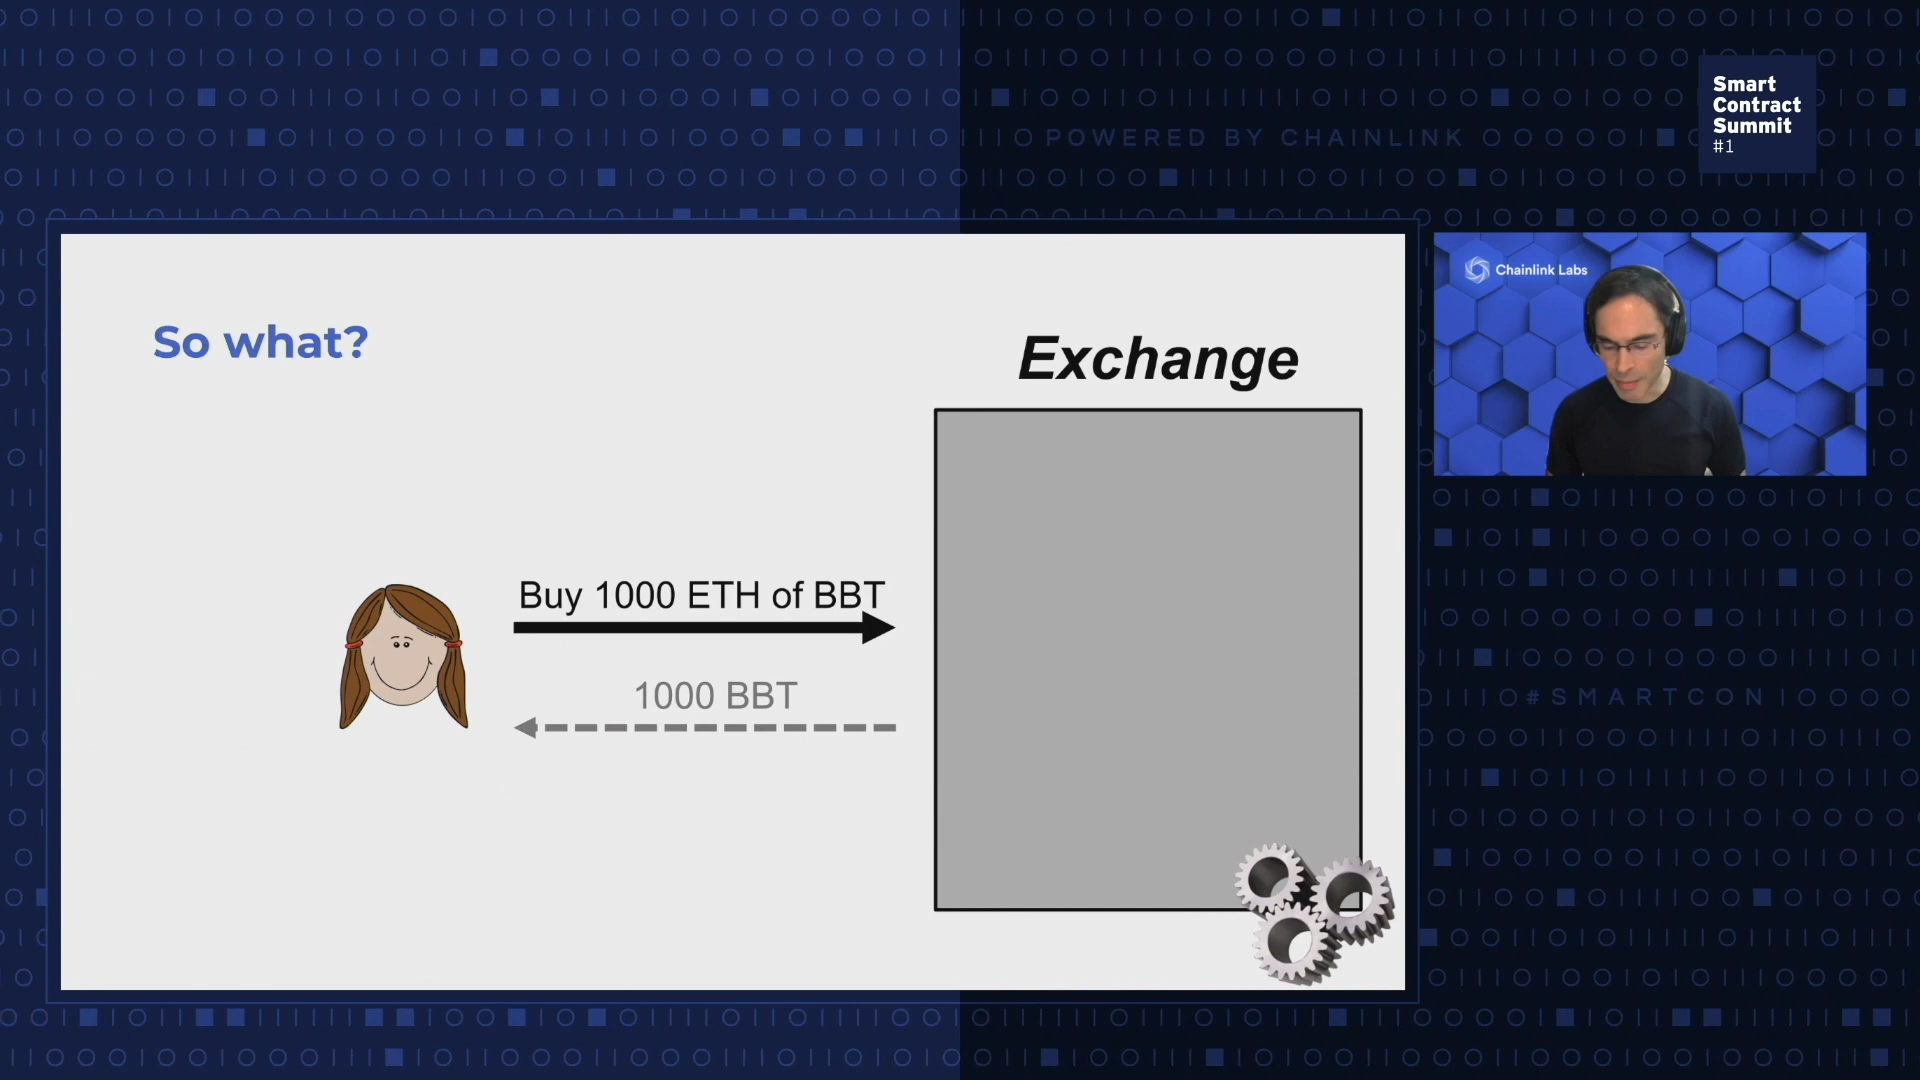 Smart
Contract
Summit
#1
POWERED BY CHAINLINK
Chainlink Labs
So what?
Exchange
Buy 1000 ETH of BBT
1000 BBT
#SMARTCON